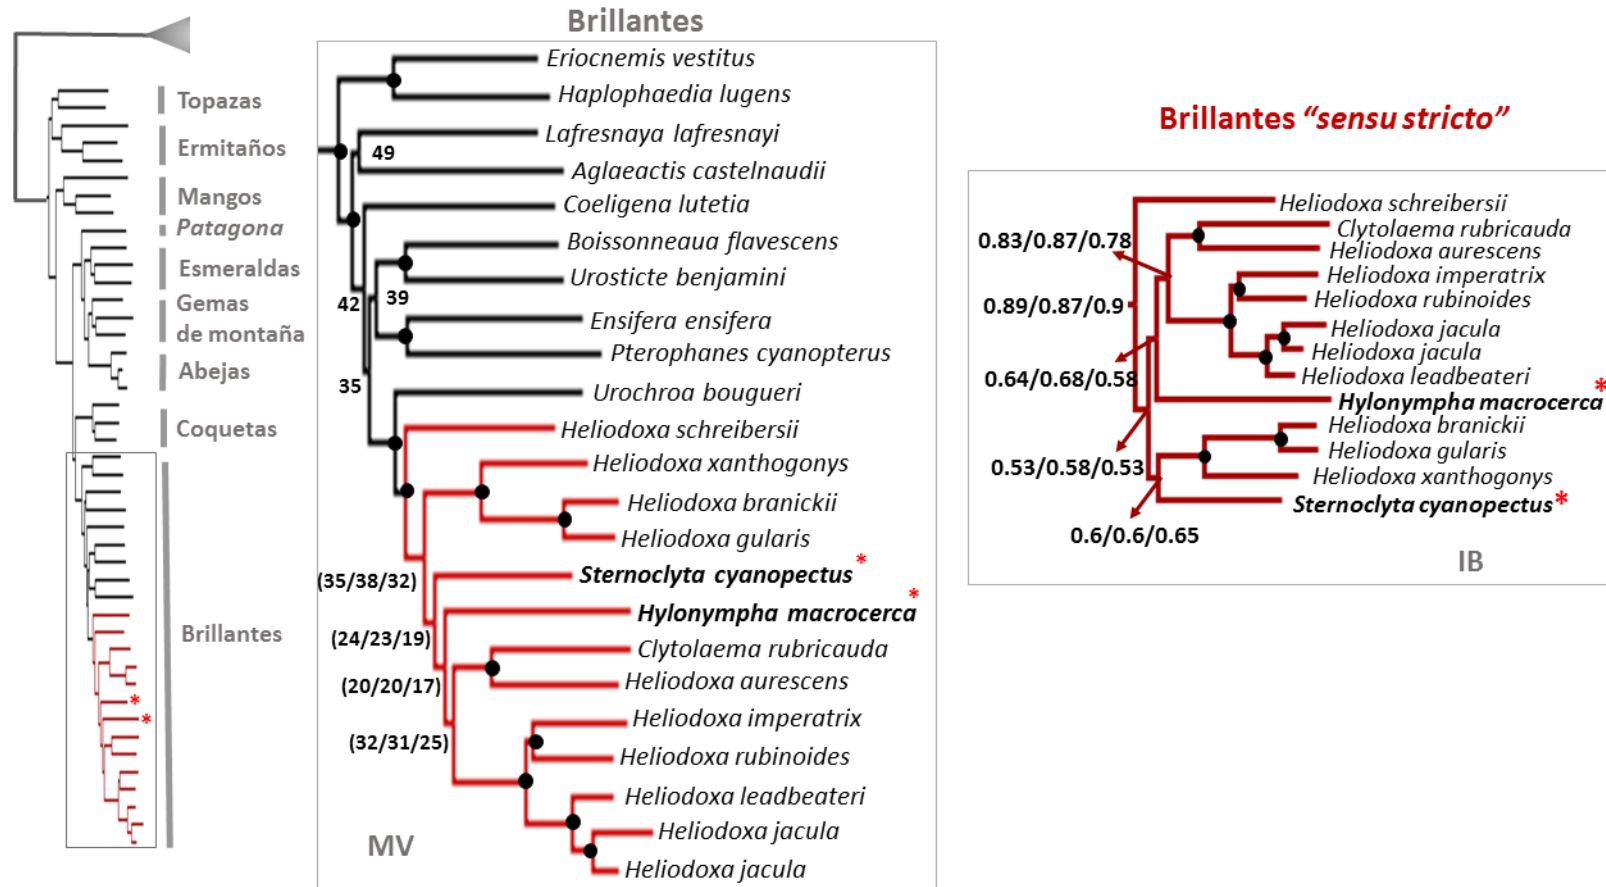 Topazas
Ermitaños
Mangos
Patagona
Esmeraldas
Gemas
de montaña
Abejas
Coquetas
Brillantes
*
*
Brillantes
Eriocnemis vestitus
Haplophaedia lugens
Lafresnaya lafresnayi
49
Aglaeactis castelnaudii
Coeligena lutetia
Boissonneaua flavescens
Urosticte benjamini
42
39
Ensifera ensifera
Pterophanes cyanopterus
35
Urochroa bougueri
Heliodoxa schreibersii
Heliodoxa xanthogonys
Heliodoxa branickii
Heliodoxa gularis
(35/38/32)
Sternoclyta cyanopectus *
Hylonympha macrocerca *
(24/23/19)
Clytolaema rubricauda
(20/20/17)
Heliodoxa aurescens
Heliodoxa imperatrix
(32/31/25)
Heliodoxa rubinoides
Heliodoxa leadbeateri
Heliodoxa jacula
Heliodoxa jacula
MV
Brillantes “sensu stricto”
Heliodoxa schreibersii
Clytolaema rubricauda
0.83/0.87/0.78
Heliodoxa aurescens
Heliodoxa imperatrix
Heliodoxa rubinoides
0.89/0.87/0.9
Heliodoxa jacula
Heliodoxa jacula
Heliodoxa leadbeateri
0.64/0.68/0.58
Hylonympha macrocerca *
Heliodoxa branickii
Heliodoxa gularis
0.53/0.58/0.53
Heliodoxa xanthogonys
Sternoclyta cyanopectus *
0.6/0.6/0.65
IB